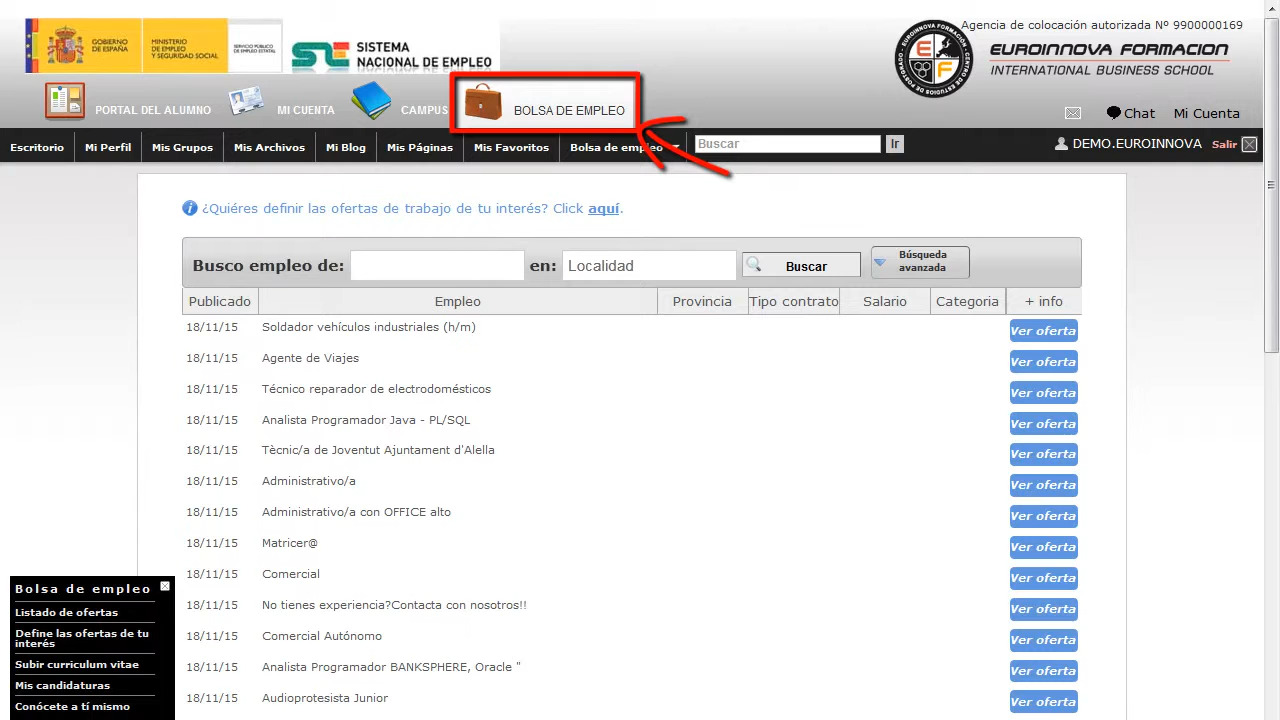 Agencia de colocación autorizada Nº 9900000169
GOBIERNO
DE ESPAÑA
MINISTERIO
DE EMPLEO
Y SEGURIDAD SOCIAL
SERVICIO PÚBLICO
DE EMPLEO ESTATAL
SISTEMA
NACIONAL DE EMPLEO
EUROINNOVA FORMACIÓN
INTERNATIONAL BUSINESS SCHOOL
PORTAL DEL ALUMNO
MI CUENTA
CAMPUS
BOLSA DE EMPLEO
Chat
Mi Cuenta
Escritorio
Mi Perfil
Mis Grupos
Mis Archivos
Mi Blog
Mis Páginas
Mis Favoritos
Bolsa de empleo
Buscar
Ir
DEMO.EUROINNOVA
Salir
¿Quiéres definir las ofertas de trabajo de tu interés? Click aquí.
Busco empleo de:
en:
Localidad
Buscar
Búsqueda
avanzada
Publicado Empleo Provincia Tipo contrato Salario Categoria + info
18/11/15 Soldador vehículos industriales (h/m) Ver oferta
18/11/15 Agente de Viajes Ver oferta
18/11/15 Técnico reparador de electrodomésticos Ver oferta
18/11/15 Analista Programador Java - PL/SQL Ver oferta
18/11/15 Tècnic/a de Joventut Ajuntament d'Alella Ver oferta
18/11/15 Administrativo/a Ver oferta
18/11/15 Administrativo/a con OFFICE alto Ver oferta
18/11/15 Matricer@ Ver oferta
18/11/15 Comercial Ver oferta
18/11/15 No tienes experiencia?Contacta con nosotros!! Ver oferta
18/11/15 Comercial Autónomo Ver oferta
18/11/15 Analista Programador BANKSPHERE, Oracle " Ver oferta
18/11/15 Audioprotesista Junior Ver oferta
Bolsa de empleo
Listado de ofertas
Define las ofertas de tu
interés
Subir curriculum vitae
Mis candidaturas
Conócete a tí mismo